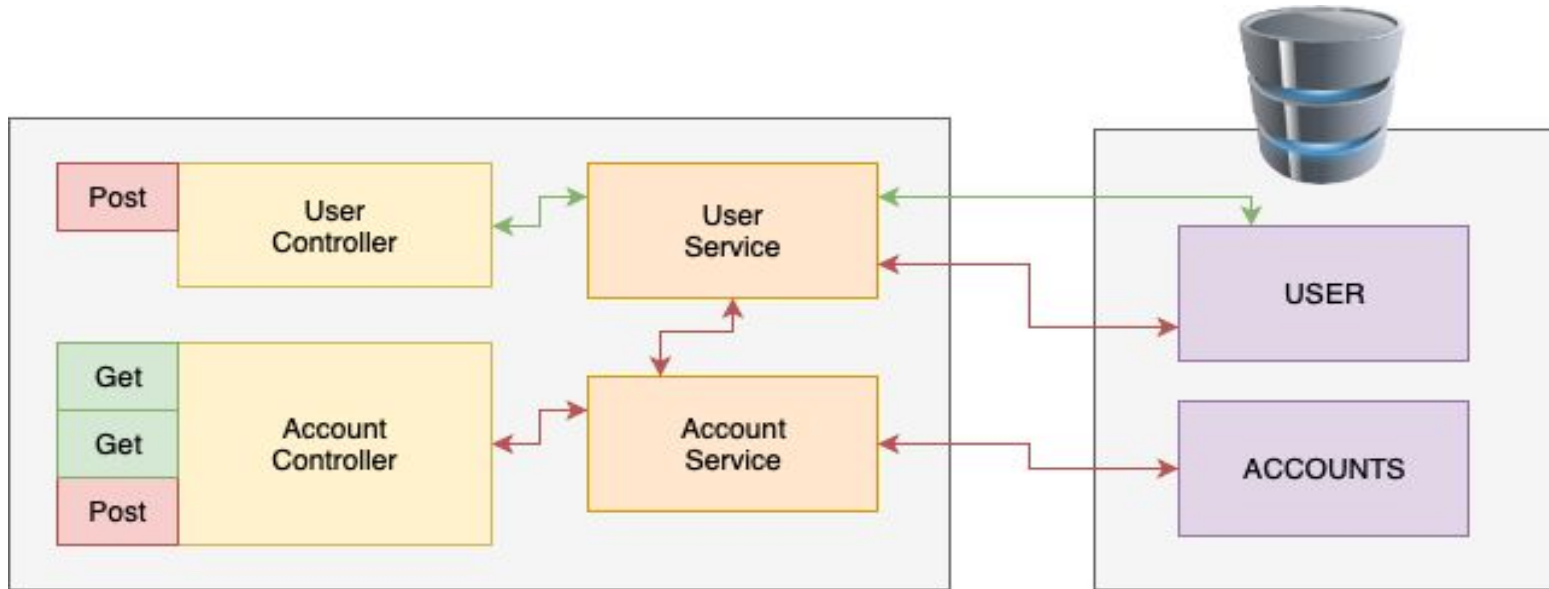 Post
User
Controller
User
Service
USER
Get
Get
Post
Account
Controller
Account
Service
ACCOUNTS